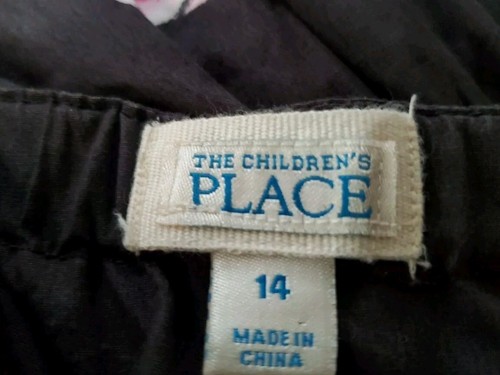 THE CHILDREN'S
PLACE
14
MADE IN
CHINA